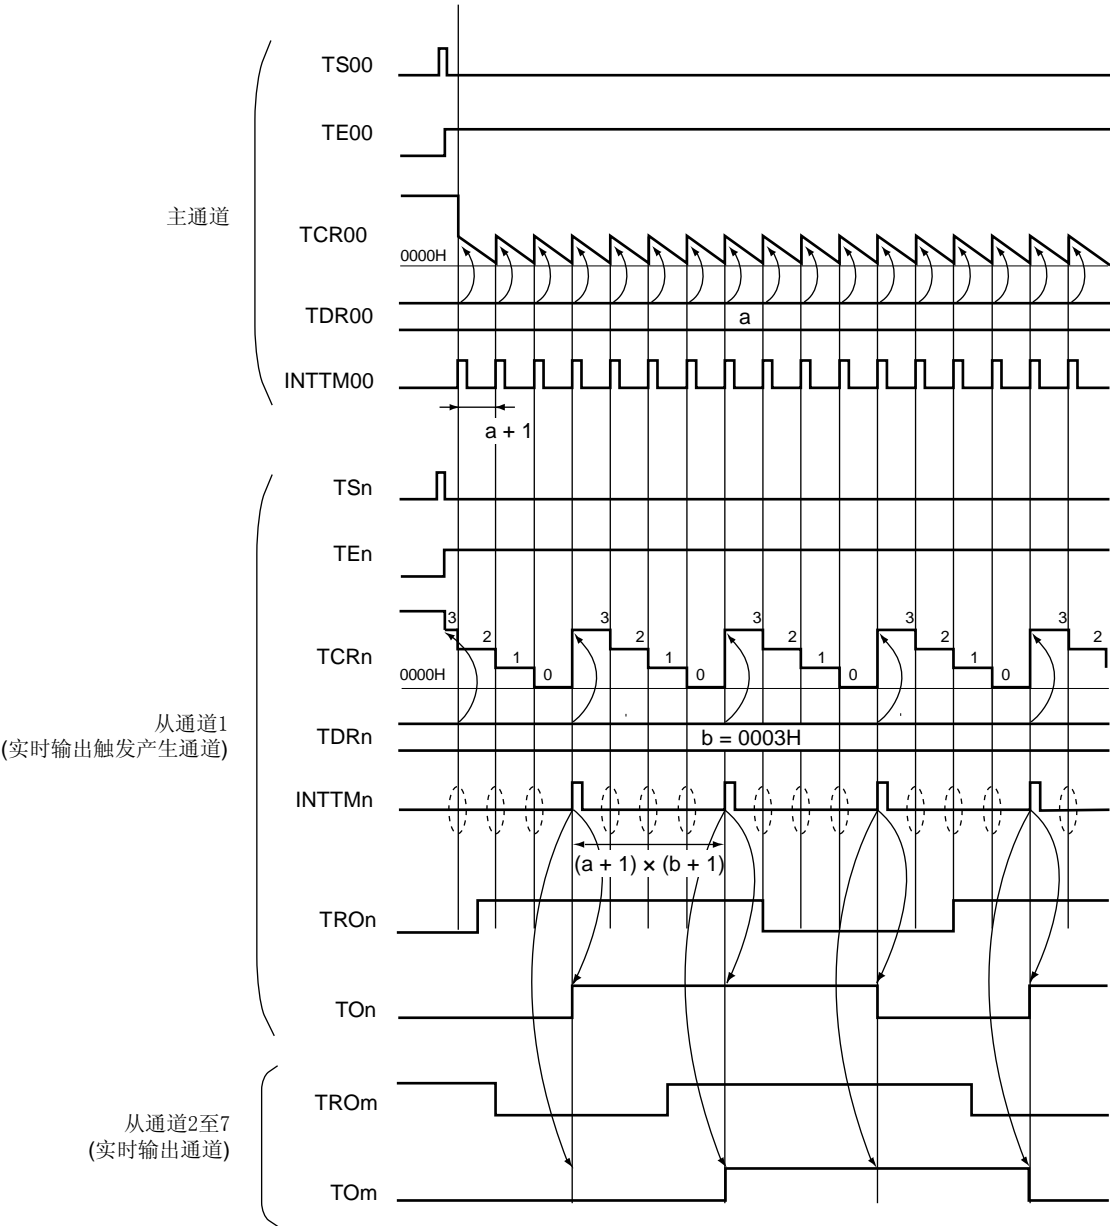 TS00
TE00
主通道
TCR00
0000H
TDR00
a
INTTM00
a + 1
TSn
TEn
3 3 3 3 3
2 2 2 2 2
TCRn
1 1 1 1
0000H
0 0 0 0
从通道1
(实时输出触发产生通道)
TDRn
b = 0003H
INTTMn
(a + 1) × (b + 1)
TROn
TOn
TROm
从通道2至7
(实时输出通道)
TOm